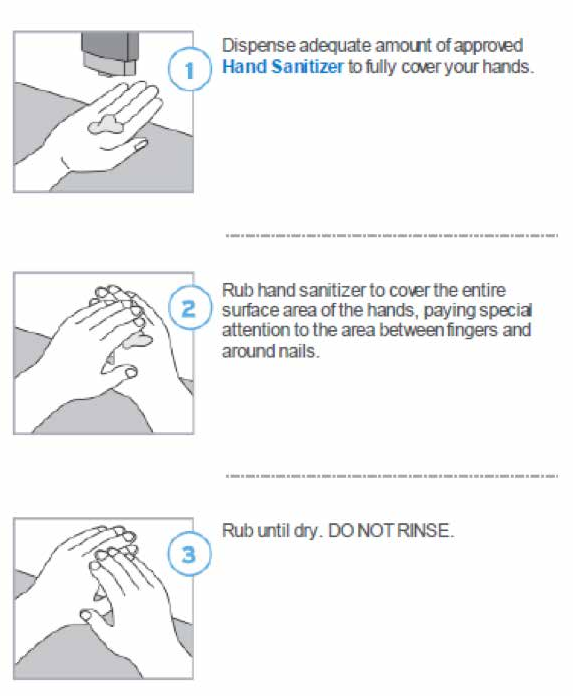 1
Dispense adequate amount of approved
Hand Sanitizer to fully cover your hands.
2
Rub hand sanitizer to cover the entire
surface area of the hands, paying special
attention to the area between fingers and
around nails.
3
Rub until dry. DO NOT RINSE.